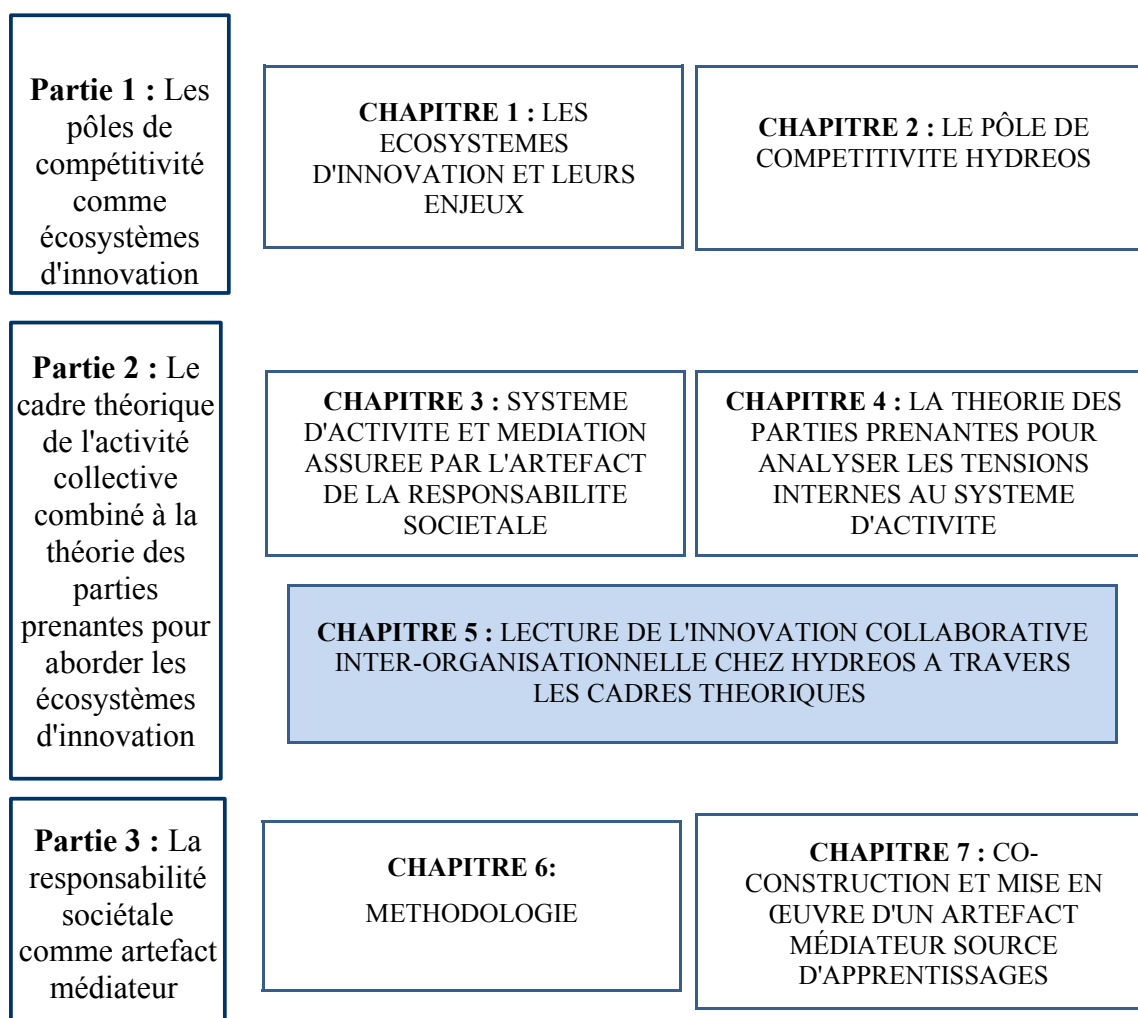 Partie 1 : Les
pôles de
compétitivité
comme
écosystèmes
d'innovation
CHAPITRE 1 : LES
ECOSYSTEMES
D'INNOVATION ET LEURS
ENJEUX
CHAPITRE 2 : LE PÔLE DE
COMPETITIVITE HYDREOS
Partie 2 : Le
cadre théorique
de l'activité
collective
combiné à la
théorie des
parties
prenantes pour
aborder les
écosystèmes
d'innovation
CHAPITRE 3 : SYSTEME
D'ACTIVITE ET MEDIATION
ASSUREE PAR L'ARTEFACT
DE LA RESPONSABILITE
SOCIETALE
CHAPITRE 4 : LA THEORIE DES
PARTIES PRENANTES POUR
ANALYSER LES TENSIONS
INTERNES AU SYSTEME
D'ACTIVITE
CHAPITRE 5 : LECTURE DE L'INNOVATION COLLABORATIVE
INTER-ORGANISATIONNELLE CHEZ HYDREOS A TRAVERS
LES CADRES THEORIQUES
Partie 3 : La
responsabilité
sociétale
comme artefact
médiateur
CHAPITRE 6:
METHODOLOGIE
CHAPITRE 7 : CO-
CONSTRUCTION ET MISE EN
ŒUVRE D'UN ARTEFACT
MÉDIATEUR SOURCE
D'APPRENTISSAGES